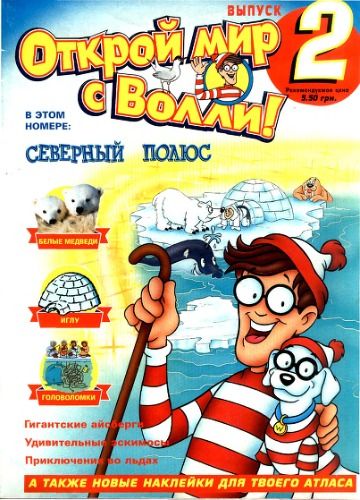 ВЫПУСК
2
Открой мир
с Волли!
Рекомендуемая цена
5.50 грн.
В ЭТОМ
НОМЕРЕ:
СЕВЕРНЫЙ ПОЛЮС
БЕЛЫЕ МЕДВЕДИ
ИГЛУ
ГОЛОВОЛОМКИ
Гигантские айсберги
Удивительные эскимосы
Приключения во льдах
А ТАКЖЕ НОВЫЕ НАКЛЕЙКИ ДЛЯ ТВОЕГО АТЛАСА